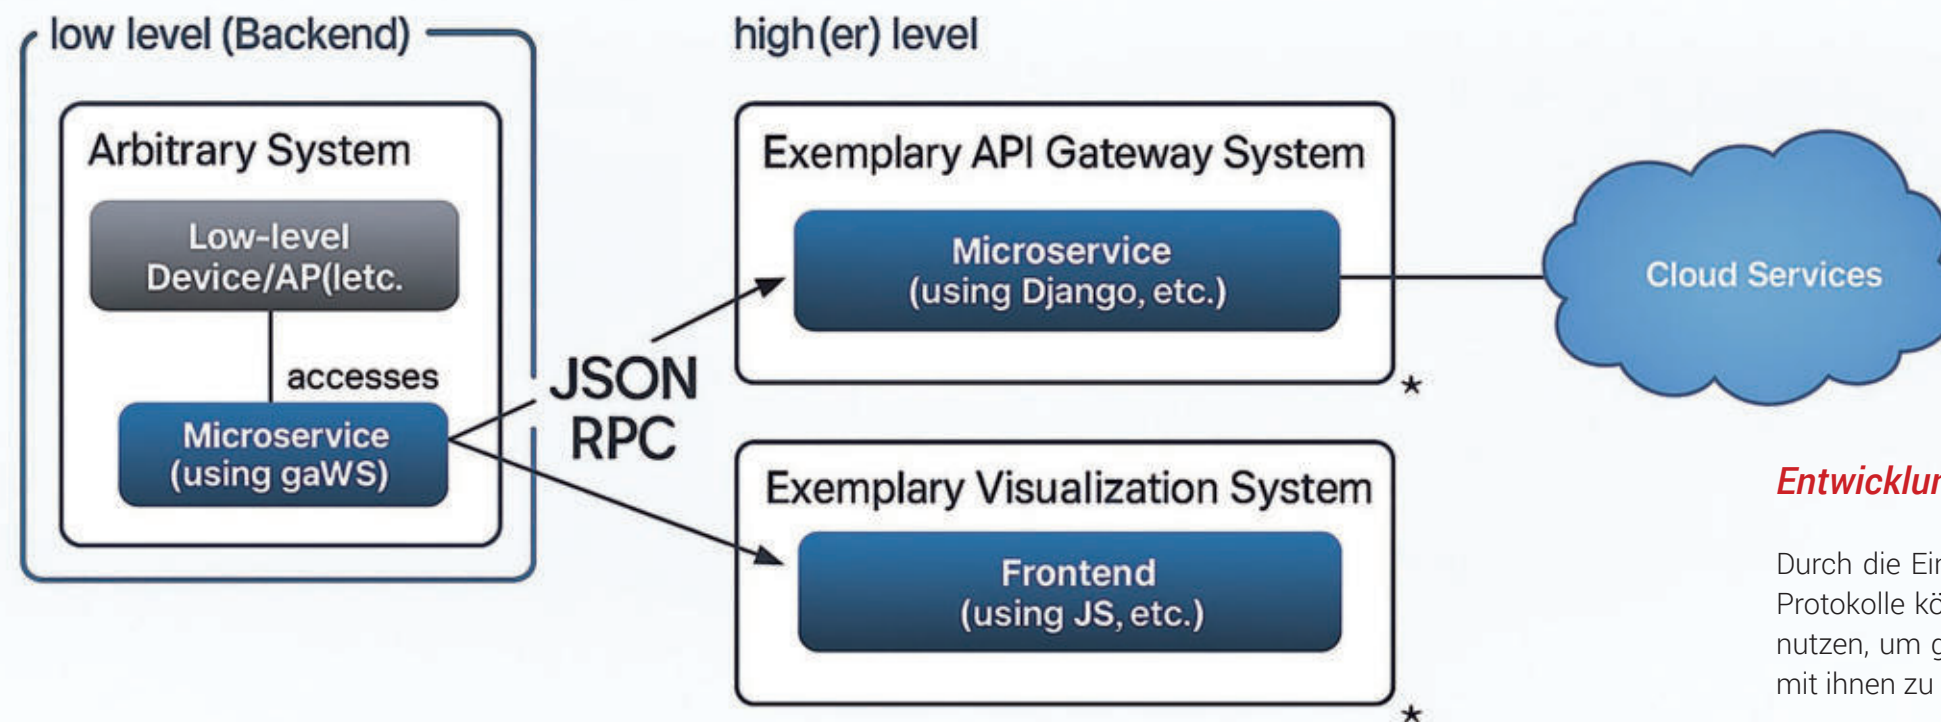 low level (Backend)
high(er) level
Arbitrary System
Low-level
Device/AP(letc.
accesses
Microservice
(using gaWS)
JSON
RPC
Exemplary API Gateway System
Microservice
(using Django, etc.)
*
Cloud Services
Exemplary Visualization System
Frontend
(using JS, etc.)
*
Entwicklur
Durch die Ein
Protokolle kö
nutzen, um g
mit ihnen zu